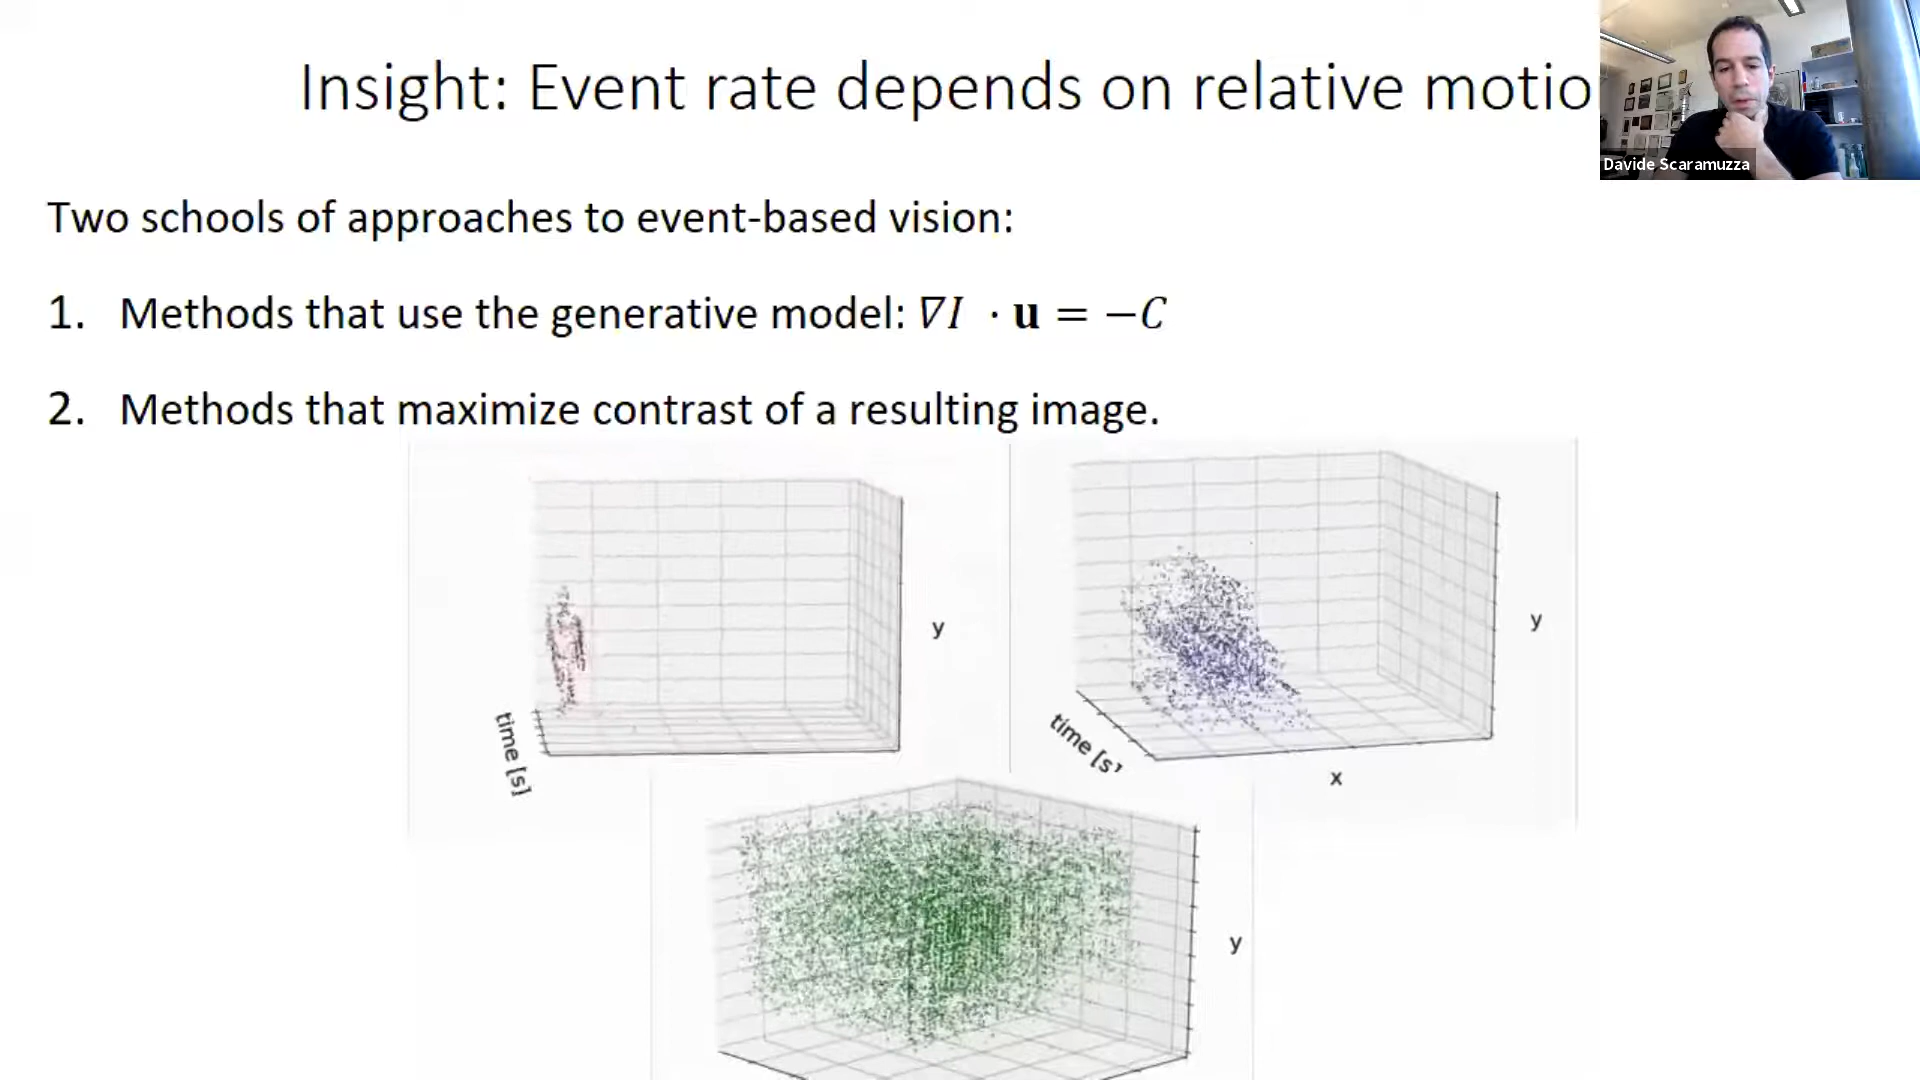 Insight: Event rate depends on relative motio
Davide Scaramuzza
Two schools of approaches to event-based vision:
1. Methods that use the generative model: ∇I · u = −C
2. Methods that maximize contrast of a resulting image.
y
time [s]
y
time [s]
x
y